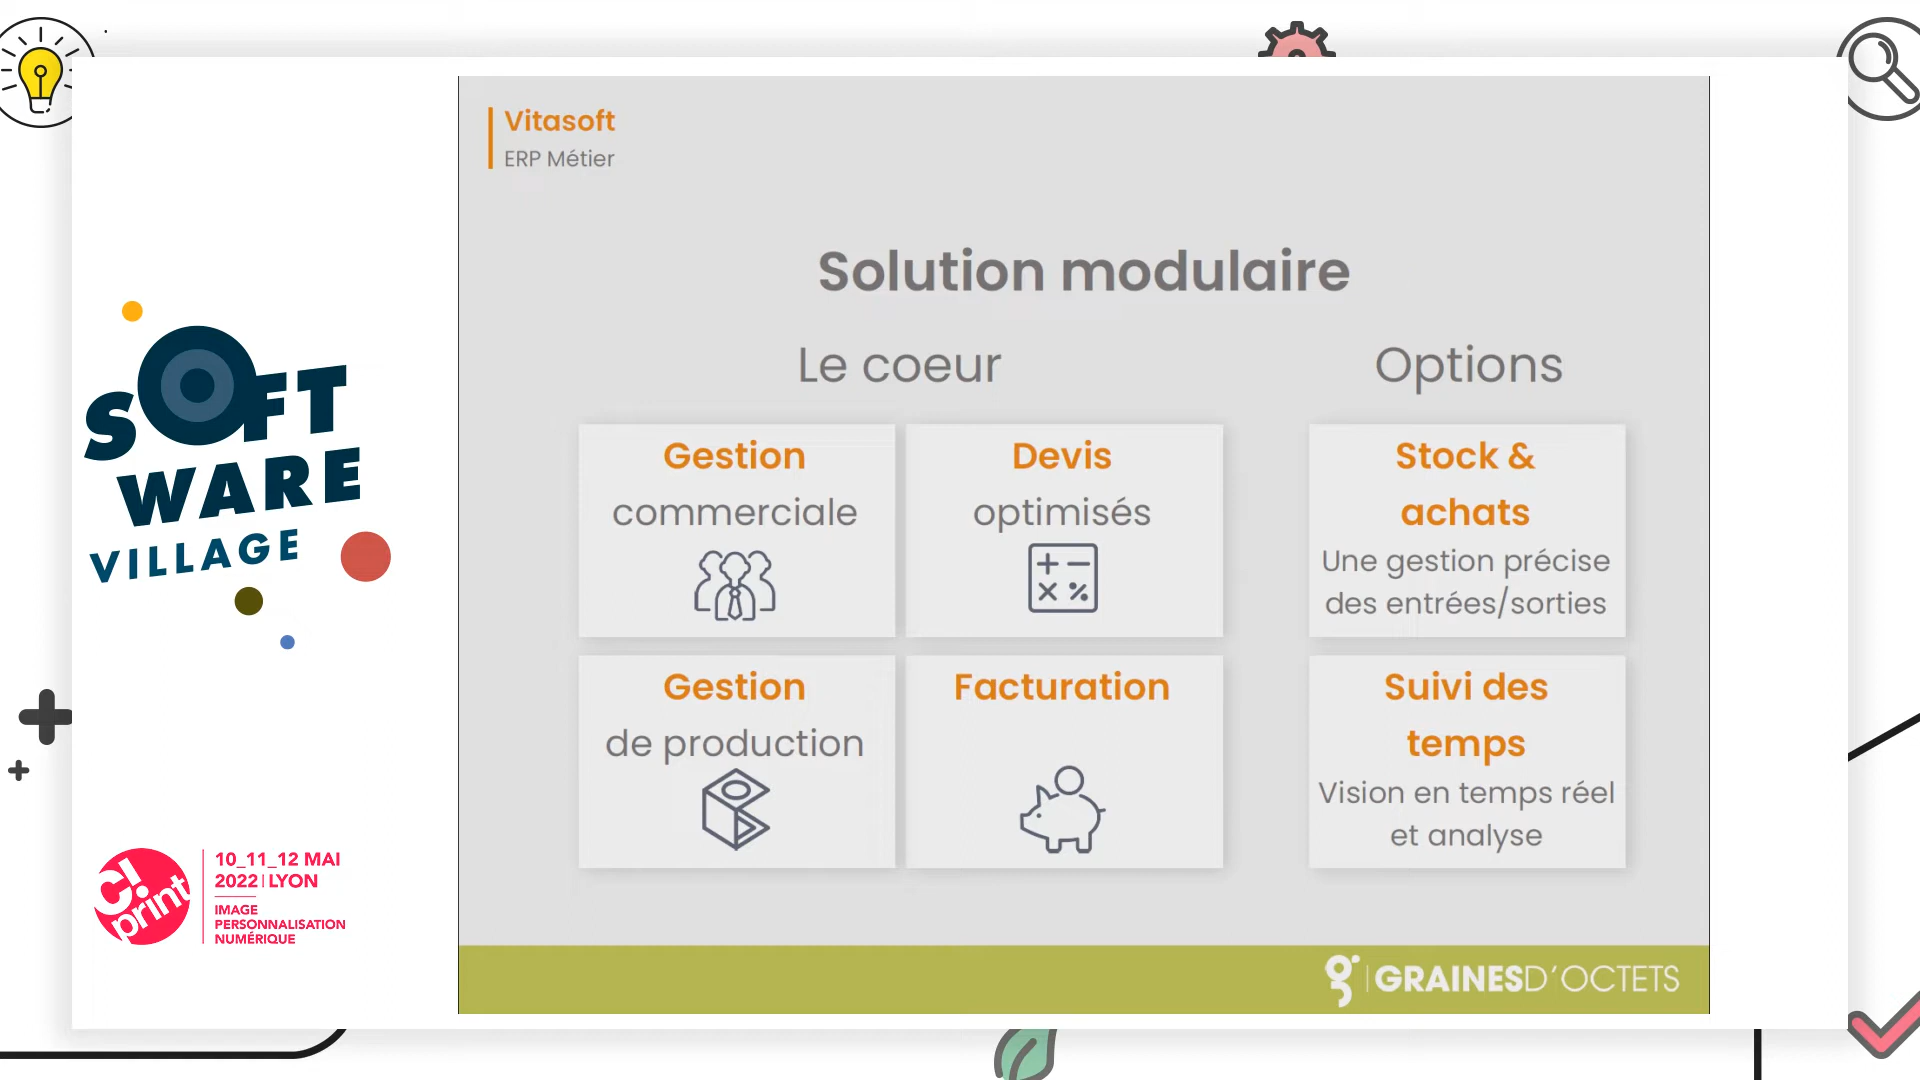 SOFT
WARE
VILLAGE
C!
print
10_11_12 MAI
2022 | LYON
IMAGE
PERSONNALISATION
NUMÉRIQUE
Vitasoft
ERP Métier
Solution modulaire
Le coeur
Options
Gestion
commerciale
Devis
optimisés
Stock &
achats
Une gestion précise
des entrées/sorties
Gestion
de production
Facturation
Suivi des
temps
Vision en temps réel
et analyse
g | GRAINESD'OCTETS